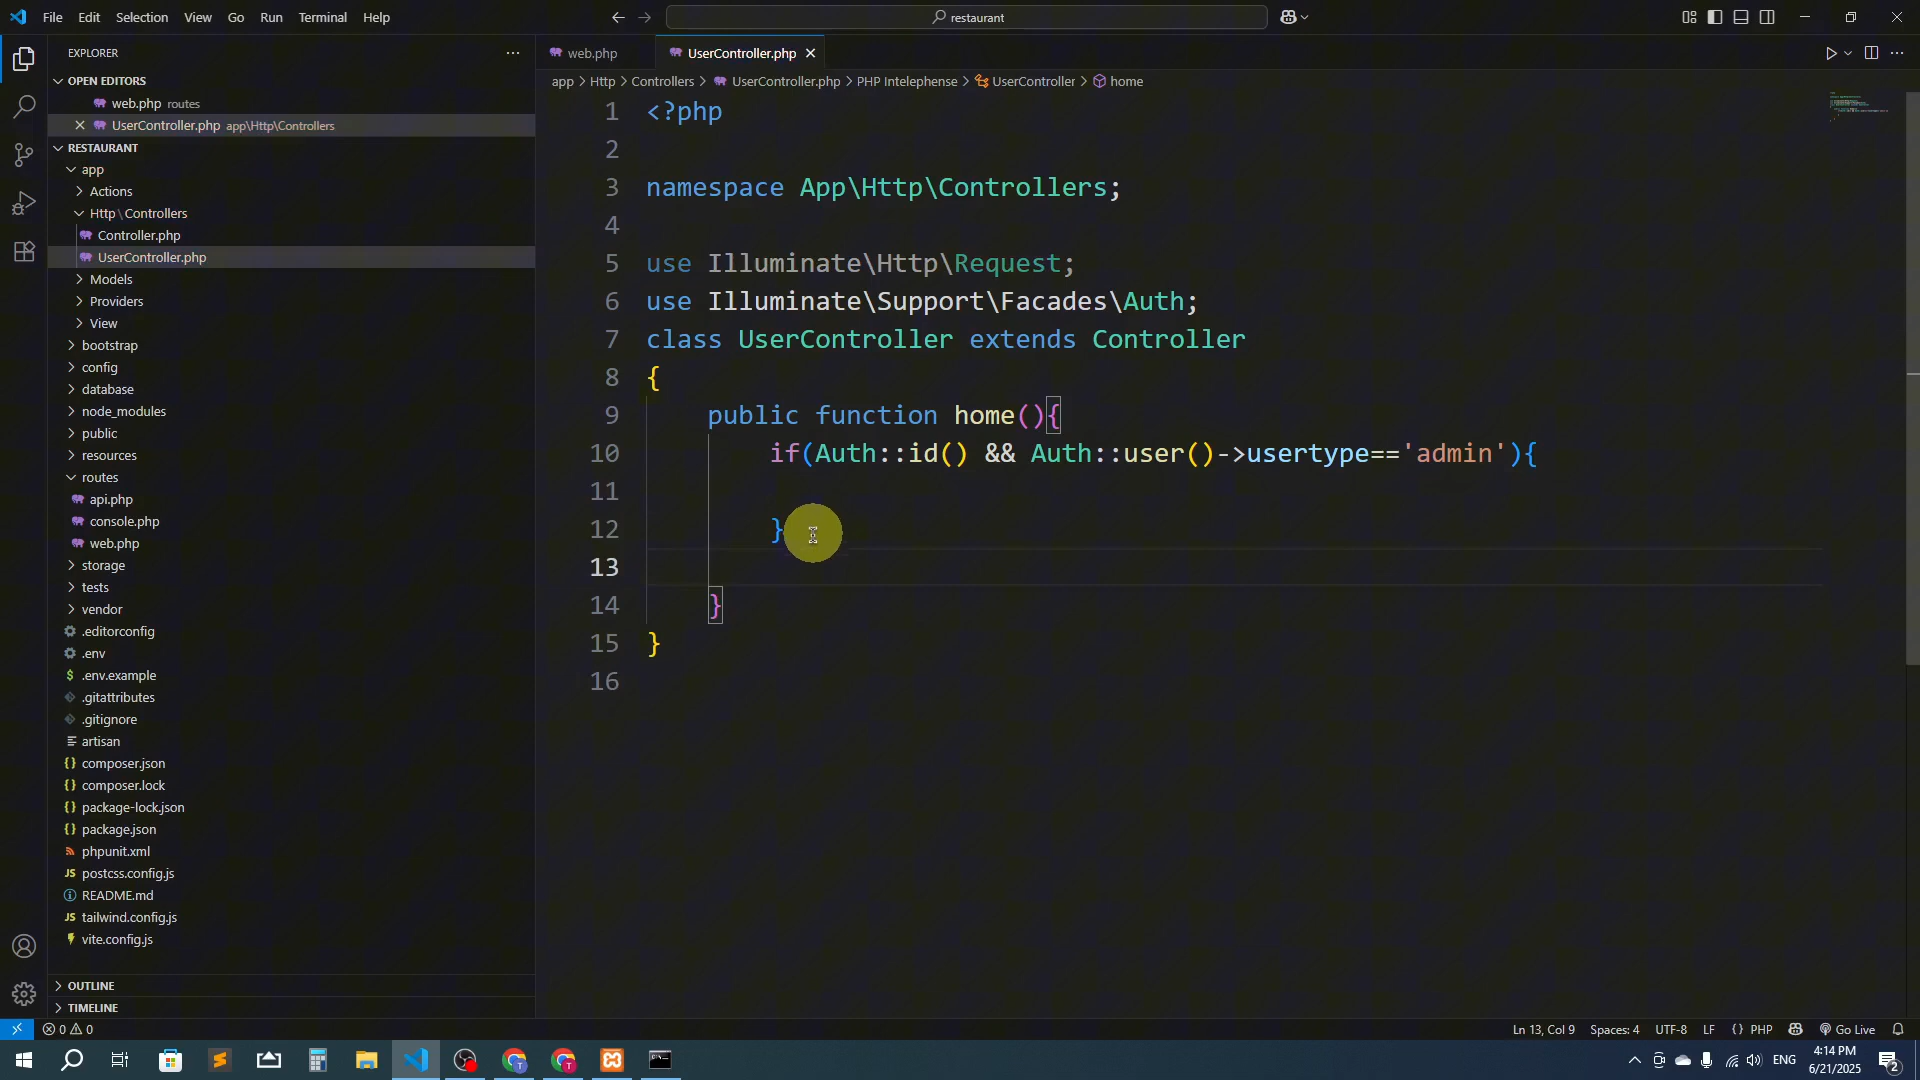 File Edit Selection View Go Run Terminal Help
restaurant
EXPLORER
OPEN EDITORS
web.php routes
UserController.php app\Http\Controllers
RESTAURANT
app
Actions
Http\Controllers
Controller.php
UserController.php
Models
Providers
View
bootstrap
config
database
node_modules
public
resources
routes
api.php
console.php
web.php
storage
tests
vendor
.editorconfig
.env
$ .env.example
.gitattributes
.gitignore
artisan
{} composer.json
{} composer.lock
{} package-lock.json
{} package.json
phpunit.xml
JS postcss.config.js
README.md
JS tailwind.config.js
vite.config.js
OUTLINE
TIMELINE
web.php UserController.php
app > Http > Controllers > UserController.php > PHP Intelephense > UserController > home
1 <?php
2
3 namespace App\Http\Controllers;
4
5 use Illuminate\Http\Request;
6 use Illuminate\Support\Facades\Auth;
7 class UserController extends Controller
8 {
9 public function home(){
10 if(Auth::id() && Auth::user()->usertype=='admin'){
11
12 }
13
14 }
15 }
16
0 0
Ln 13, Col 9 Spaces: 4 UTF-8 LF {} PHP Go Live
ENG
4:14 PM
6/21/2025
2